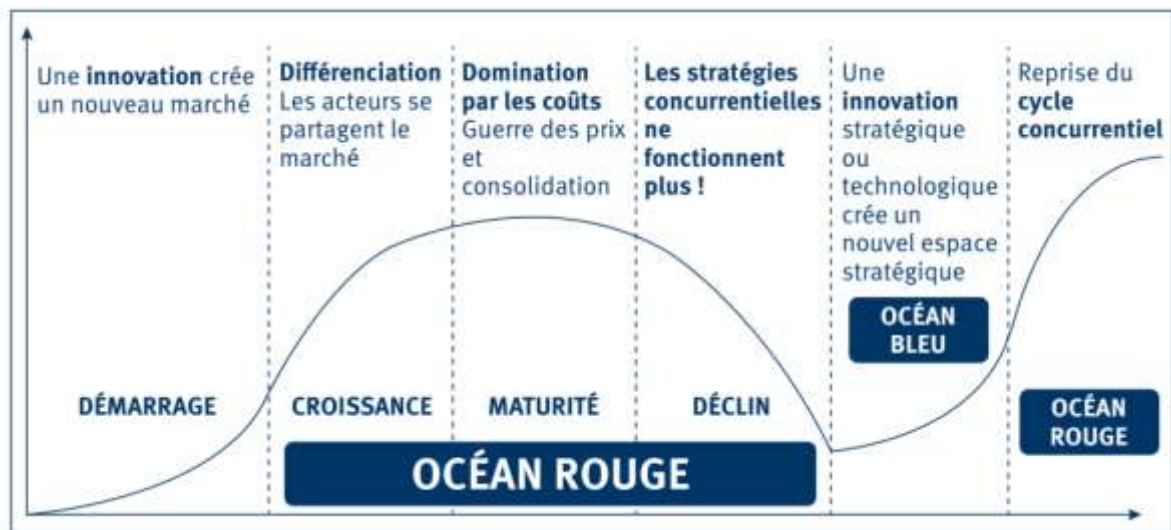 Une innovation crée
un nouveau marché
Différenciation
Les acteurs se
partagent le
marché
Domination
par les coûts
Guerre des prix
et
consolidation
Les stratégies
concurrentielles
ne
fonctionnent
plus !
Une
innovation
stratégique
ou
technologique
crée un
nouvel espace
stratégique
Reprise du
cycle
concurrentiel
OCÉAN
BLEU
DÉMARRAGE
CROISSANCE
MATURITÉ
DÉCLIN
OCÉAN
ROUGE
OCÉAN ROUGE